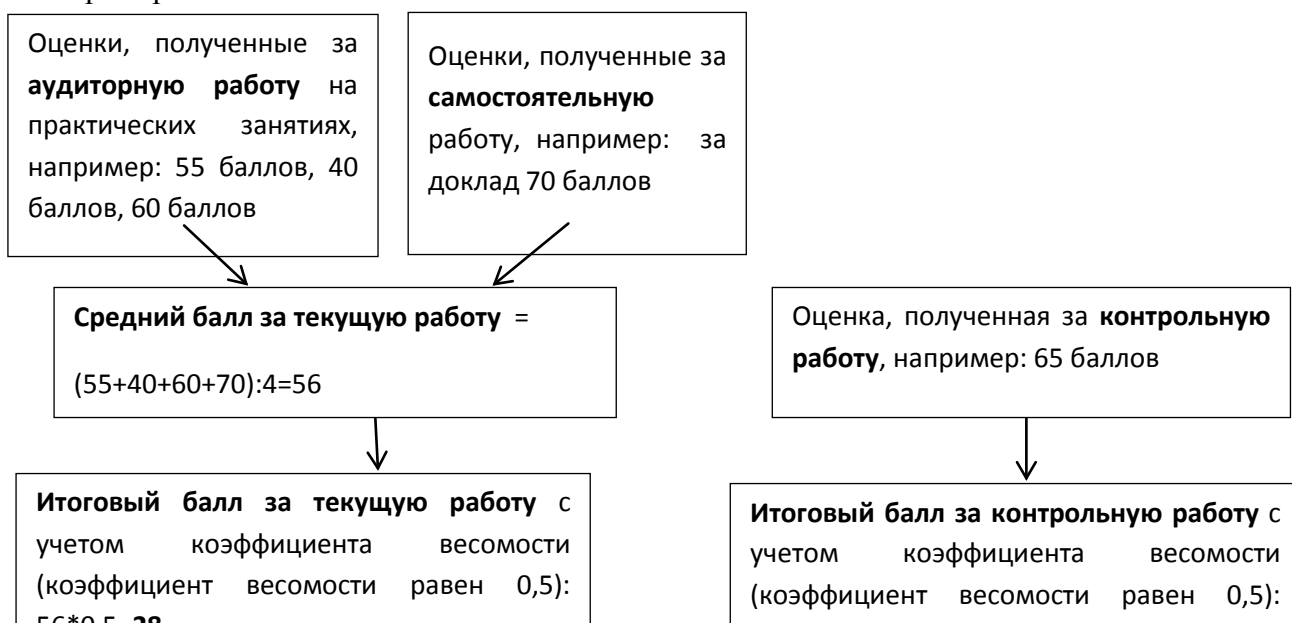 Оценки, полученные за
аудиторную работу на
практических занятиях,
например: 55 баллов, 40
баллов, 60 баллов
Оценки, полученные за
самостоятельную
работу, например: за
доклад 70 баллов
Средний балл за текущую работу =
(55+40+60+70):4=56
Оценка, полученная за контрольную
работу, например: 65 баллов
Итоговый балл за текущую работу с
учетом коэффициента весомости
(коэффициент весомости равен 0,5):
Итоговый балл за контрольную работу с
учетом коэффициента весомости
(коэффициент весомости равен 0,5):